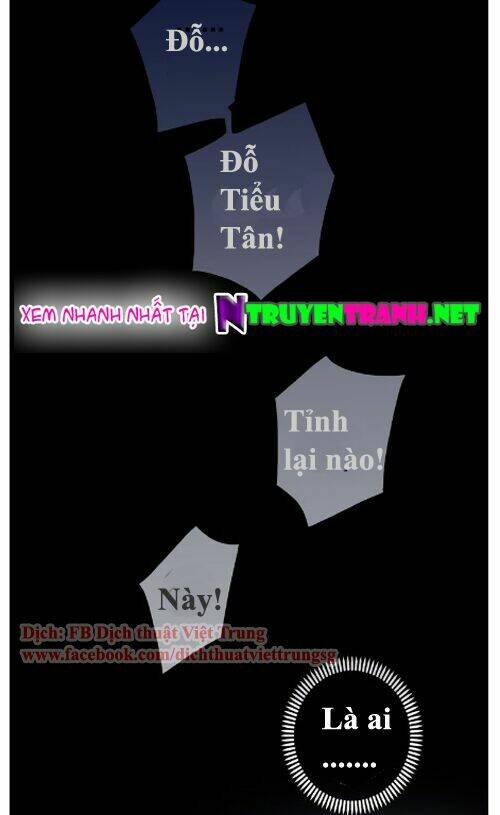 Đỗ...
Đỗ
Tiểu
Tân!
XEM NHANH NHẤT TẠI NTRUYENTRANH.NET
Tỉnh
lại nào!
Này!
Dịch: FB Dịch thuật Việt Trung
www.facebook.com/dichthuatviettrungsg
Là ai
.......